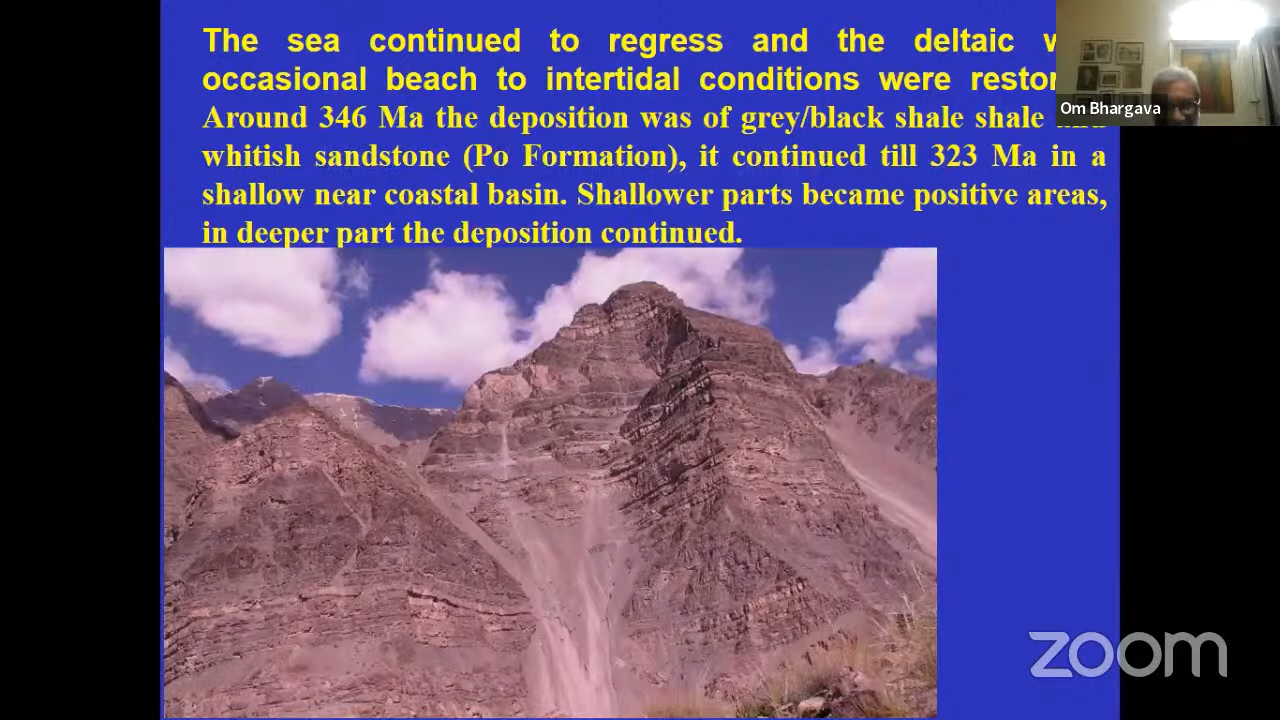 The sea continued to regress and the deltaic
occasional beach to intertidal conditions were
Around 346 Ma the deposition was of grey/black shale shale and
whitish sandstone (Po Formation), it continued till 323 Ma in a
shallow near coastal basin. Shallower parts became positive areas,
in deeper part the deposition continued.
Om Bhargava
zoom